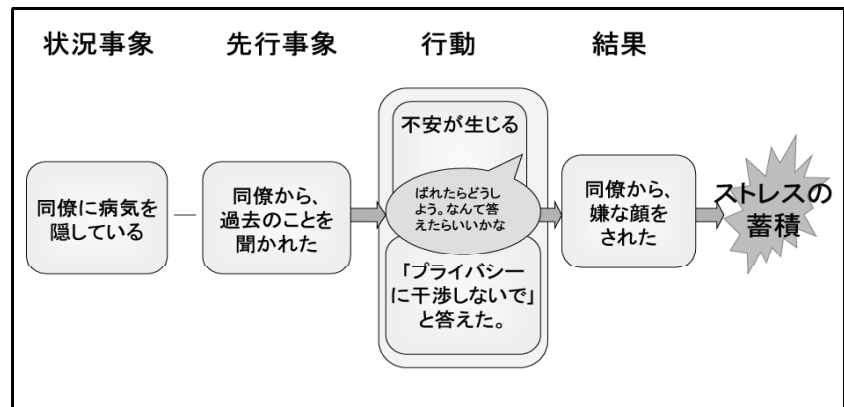 状況事象
先行事象
行動
結果
同僚に病気を
隠している
同僚から、
過去のことを
聞かれた
不安が生じる
ばれたらどうし
よう。なんて答
えたらいいかな
「プライバシー
に干渉しないで」
と答えた。
同僚から、
嫌な顔を
された
ストレスの
蓄積